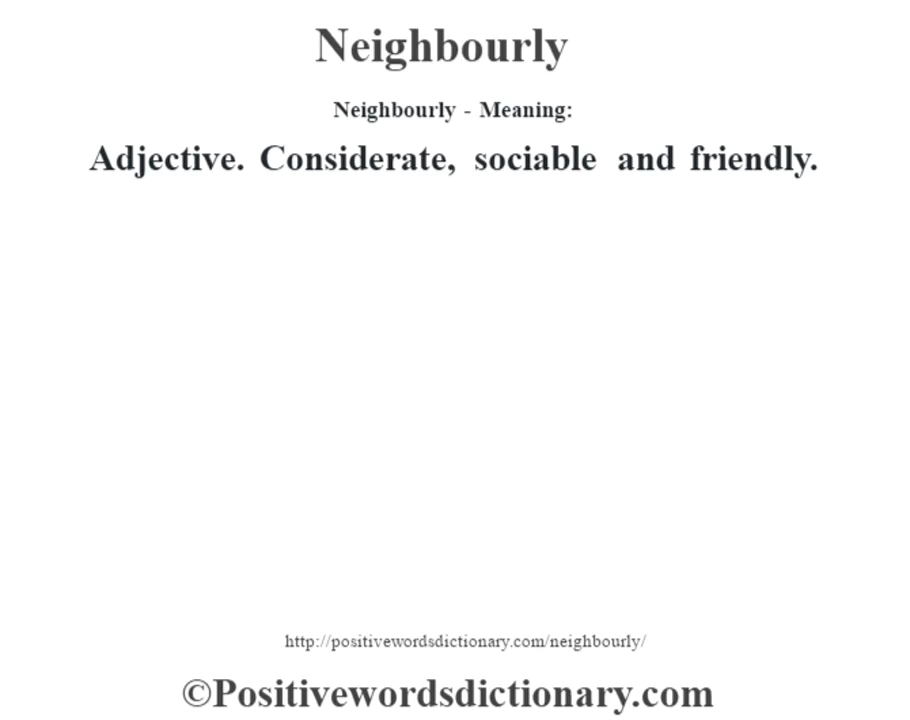 Neighbourly
Neighbourly - Meaning:
Adjective. Considerate, sociable and friendly.
http://positivewordsdictionary.com/neighbourly/
©Positivewordsdictionary.com